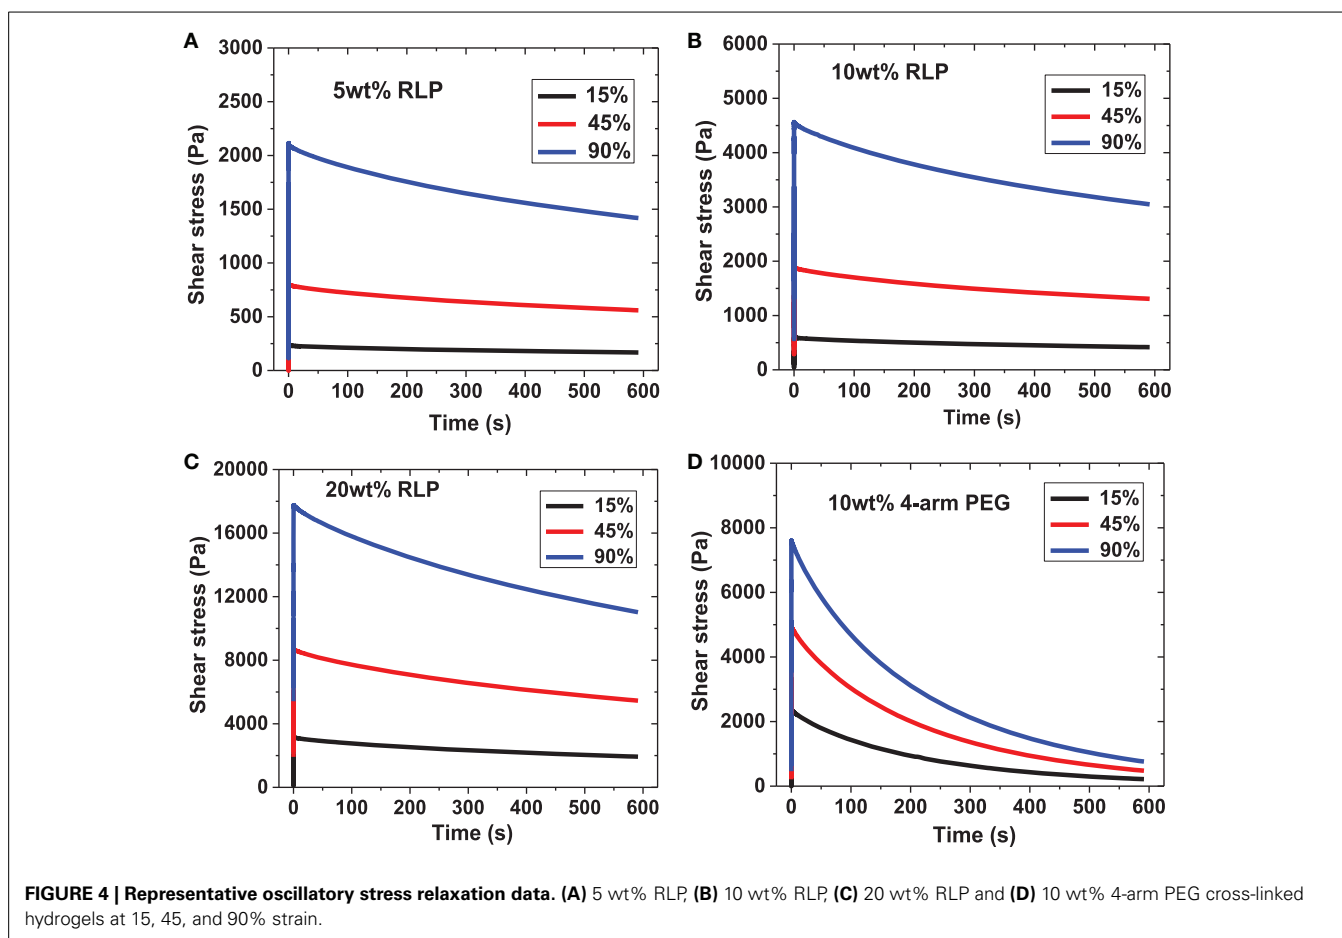 A
3000
2500
2000
1500
1000
500
0
Shear stress (Pa)
5wt% RLP
15%
45%
90%
0 100 200 300 400 500 600
Time (s)
B
6000
5000
4000
3000
2000
1000
0
Shear stress (Pa)
10wt% RLP
15%
45%
90%
0 100 200 300 400 500 600
Time (s)
C
20000
16000
12000
8000
4000
0
Shear stress (Pa)
20wt% RLP
15%
45%
90%
0 100 200 300 400 500 600
Time (s)
D
10000
8000
6000
4000
2000
0
Shear stress (Pa)
10wt% 4-arm PEG
15%
45%
90%
0 100 200 300 400 500 600
Time (s)
FIGURE 4 | Representative oscillatory stress relaxation data. (A) 5 wt% RLP, (B) 10 wt% RLP, (C) 20 wt% RLP and (D) 10 wt% 4-arm PEG cross-linked
hydrogels at 15, 45, and 90% strain.